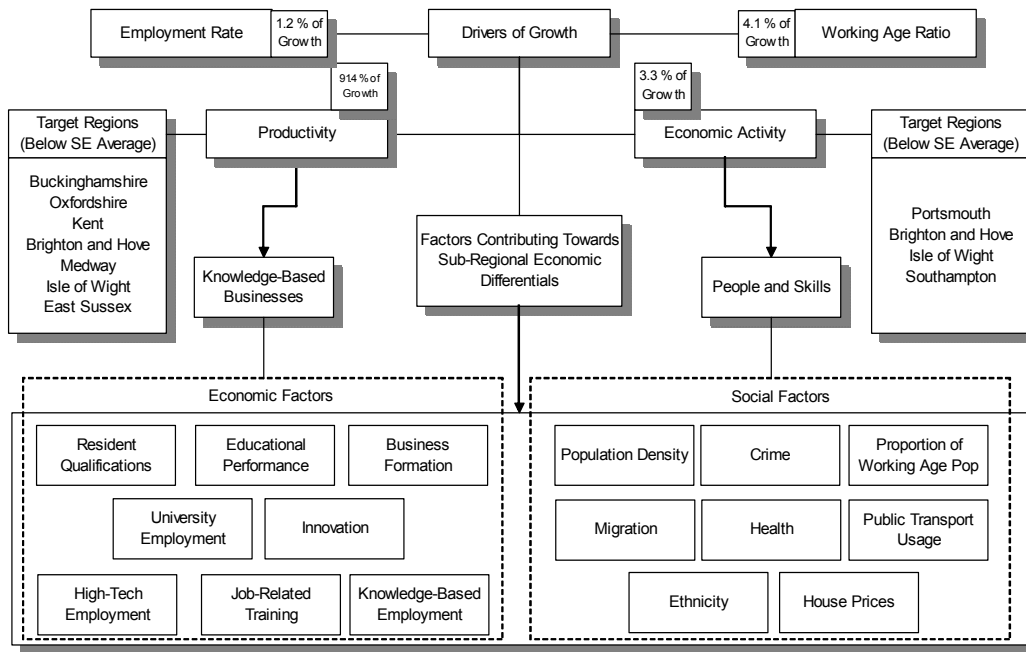 Employment Rate
1.2 % of
Growth
Drivers of Growth
4.1 % of
Growth
Working Age Ratio
91.4 % of
Growth
3.3 % of
Growth
Target Regions
(Below SE Average)
Productivity
Economic Activity
Target Regions
(Below SE Average)
Buckinghamshire
Oxfordshire
Kent
Brighton and Hove
Medway
Isle of Wight
East Sussex
Knowledge-Based
Businesses
Factors Contributing Towards
Sub-Regional Economic
Differentials
People and Skills
Portsmouth
Brighton and Hove
Isle of Wight
Southampton
Economic Factors
Resident
Qualifications
Educational
Performance
Business
Formation
University
Employment
Innovation
High-Tech
Employment
Job-Related
Training
Knowledge-Based
Employment
Social Factors
Population Density
Crime
Proportion of
Working Age Pop
Migration
Health
Public Transport
Usage
Ethnicity
House Prices